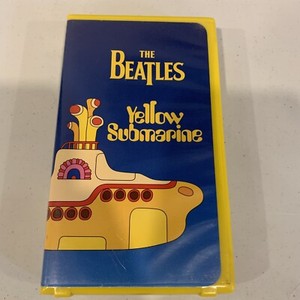 THE
BEATLES
Yellow
Submarine